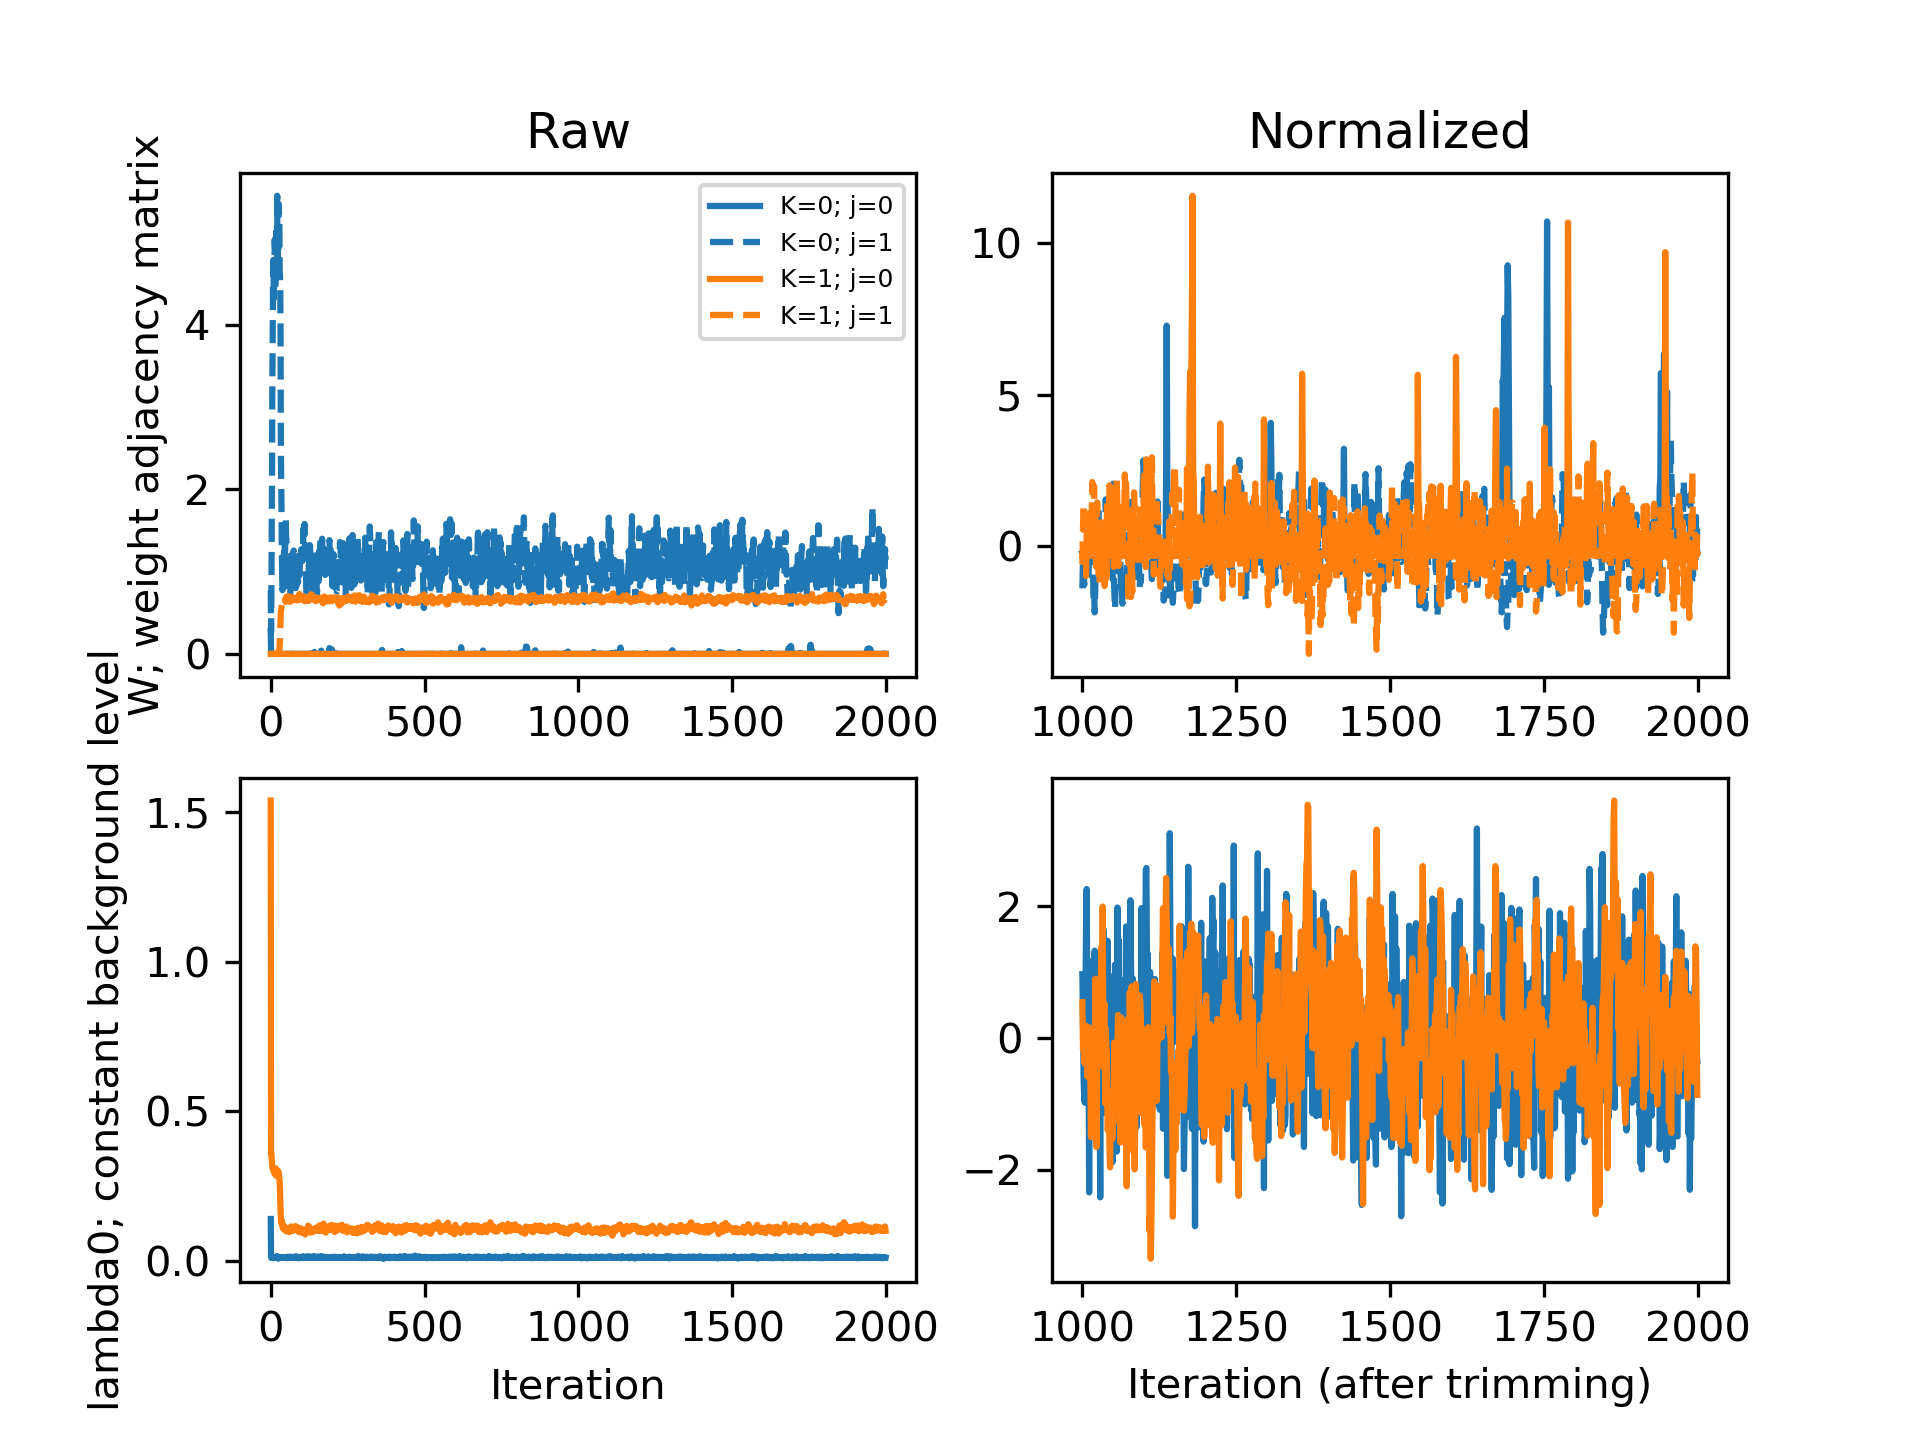 Raw
W; weight adjacency matrix
4
2
0
K=0; j=0
K=0; j=1
K=1; j=0
K=1; j=1
0 500 1000 1500 2000
Normalized
10
5
0
1000 1250 1500 1750 2000
lambda0; constant background level
1.5
1.0
0.5
0.0
0 500 1000 1500 2000
Iteration
2
0
−2
1000 1250 1500 1750 2000
Iteration (after trimming)